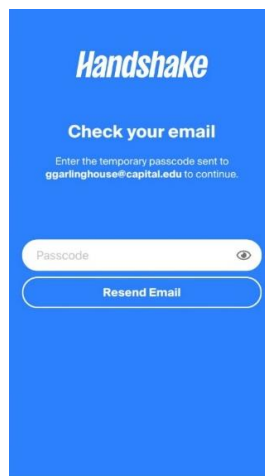 Handshake
Check your email
Enter the temporary passcode sent to
ggarlinghouse@capital.edu to continue.
Passcode
Resend Email